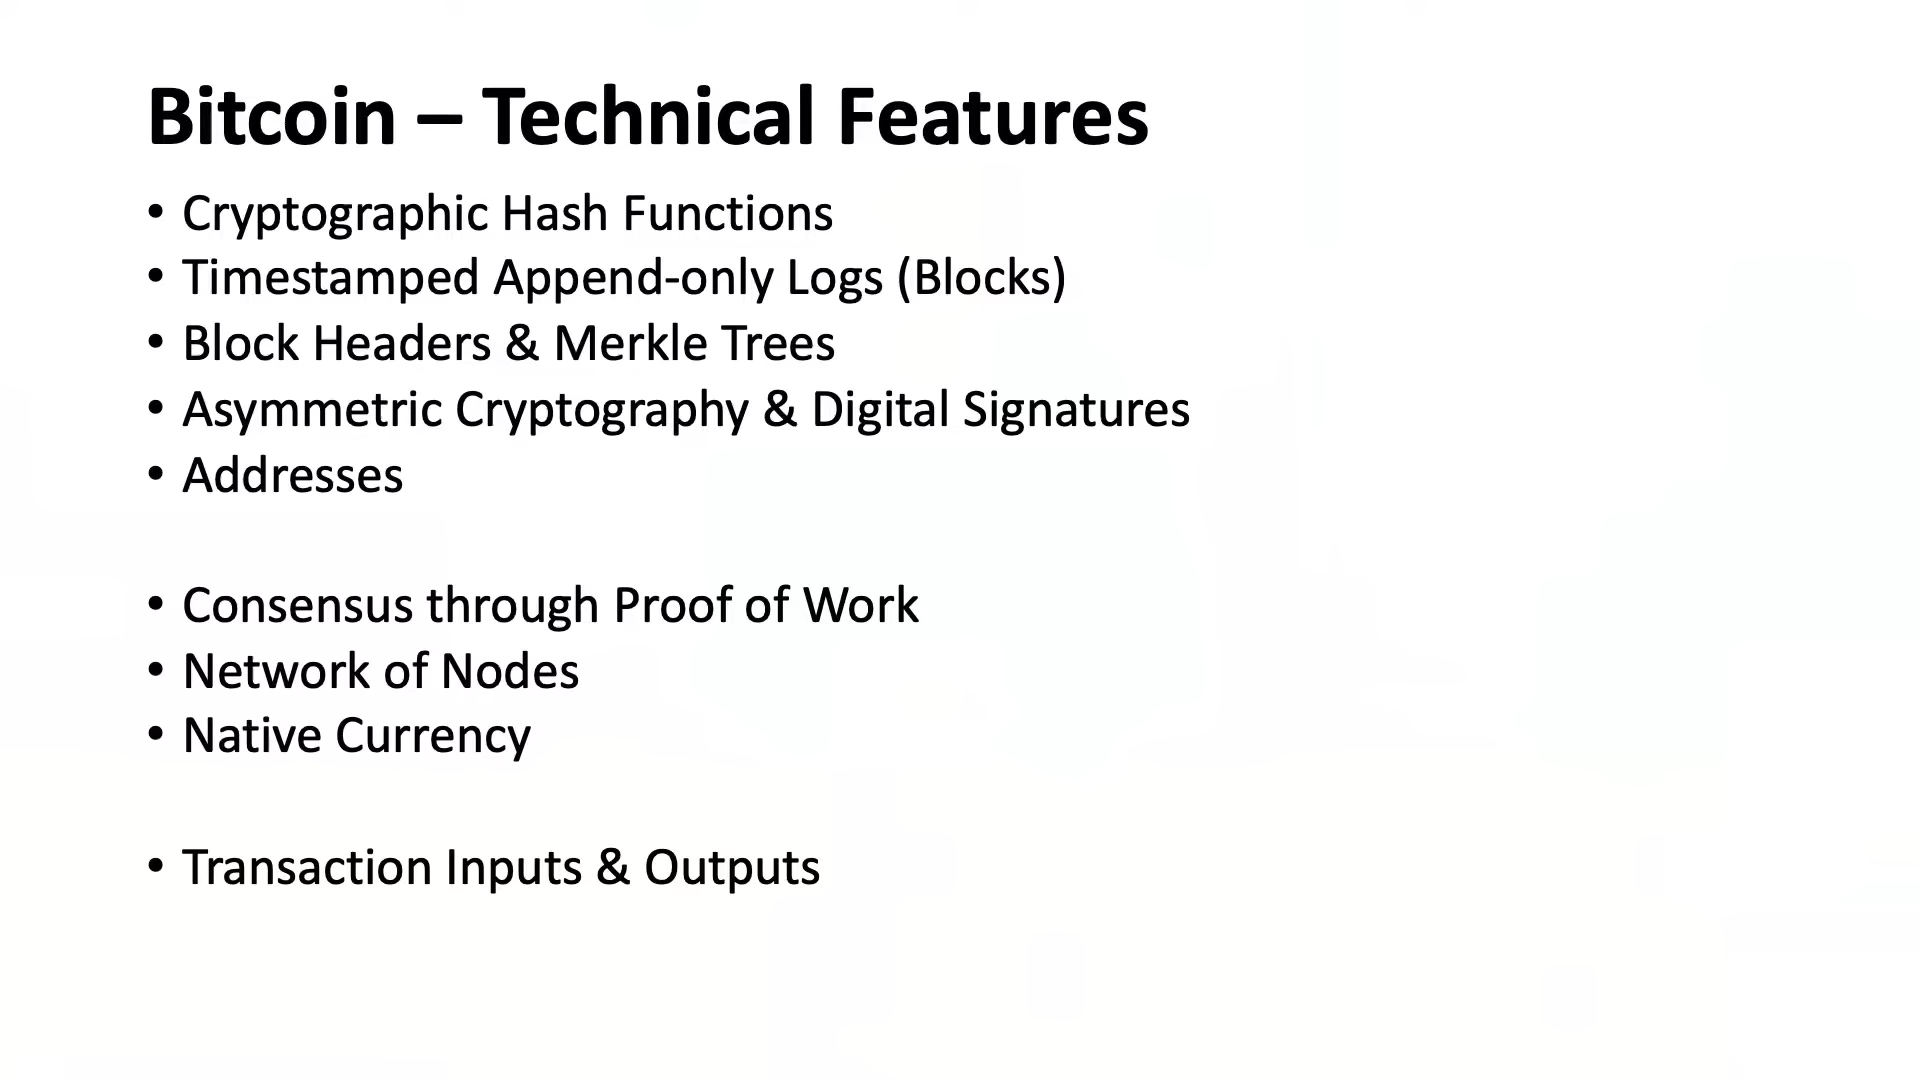 Bitcoin – Technical Features
• Cryptographic Hash Functions
• Timestamped Append-only Logs (Blocks)
• Block Headers & Merkle Trees
• Asymmetric Cryptography & Digital Signatures
• Addresses
• Consensus through Proof of Work
• Network of Nodes
• Native Currency
• Transaction Inputs & Outputs